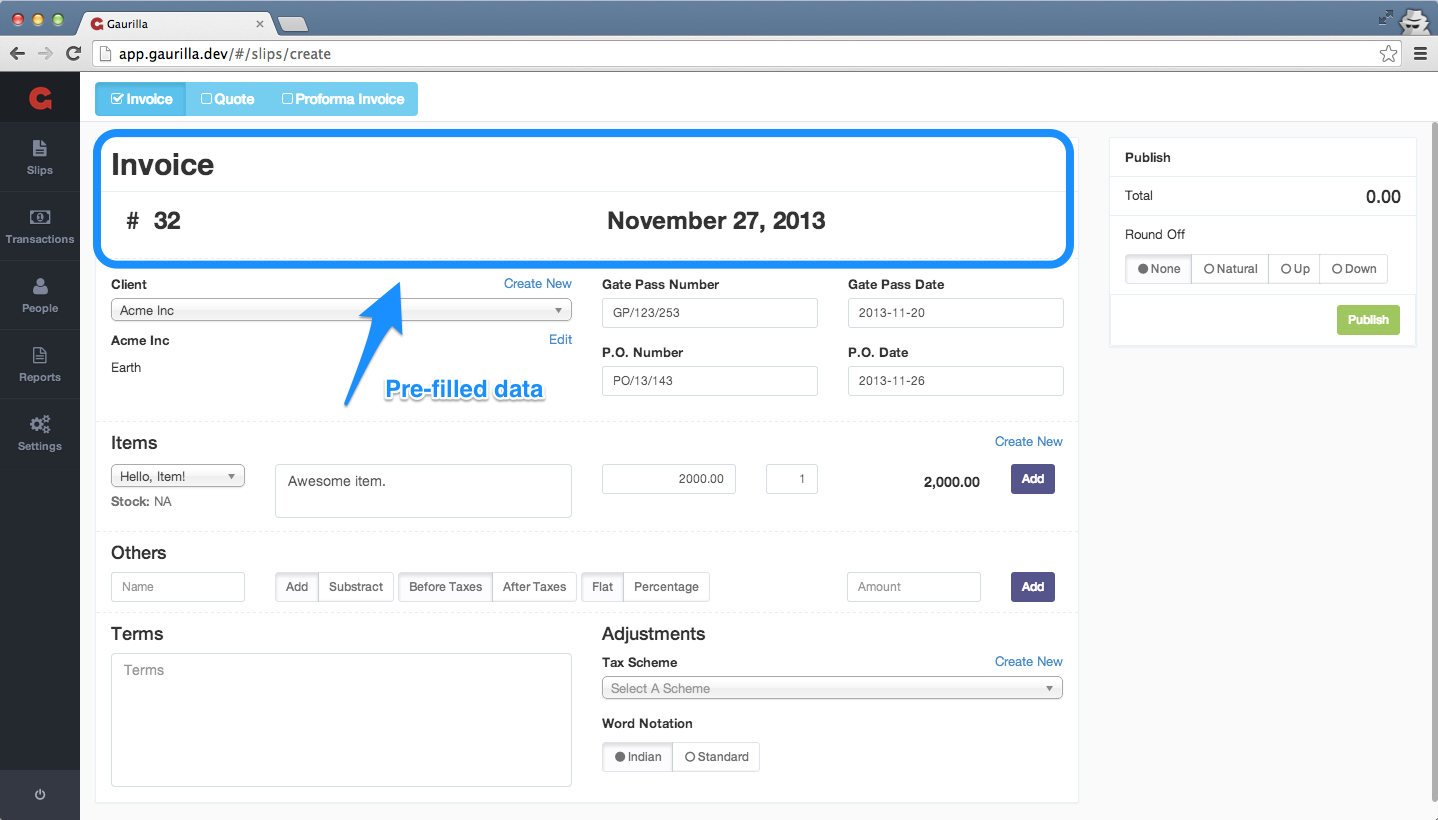 Gaurilla
app.gaurilla.dev/#/slips/create
Invoice Quote Proforma Invoice
Slips
Transactions
People
Reports
Settings
Invoice
# 32 November 27, 2013
Client Create New
Acme Inc
Acme Inc Edit
Earth
Pre-filled data
Gate Pass Number Gate Pass Date
GP/123/253 2013-11-20
P.O. Number P.O. Date
PO/13/143 2013-11-26
Items Create New
Hello, Item! Awesome item. 2000.00 1 2,000.00 Add
Stock: NA
Others
Name Add Substract Before Taxes After Taxes Flat Percentage Amount Add
Terms
Terms
Adjustments
Tax Scheme Create New
Select A Scheme
Word Notation
Indian Standard
Publish
Total 0.00
Round Off
None Natural Up Down
Publish